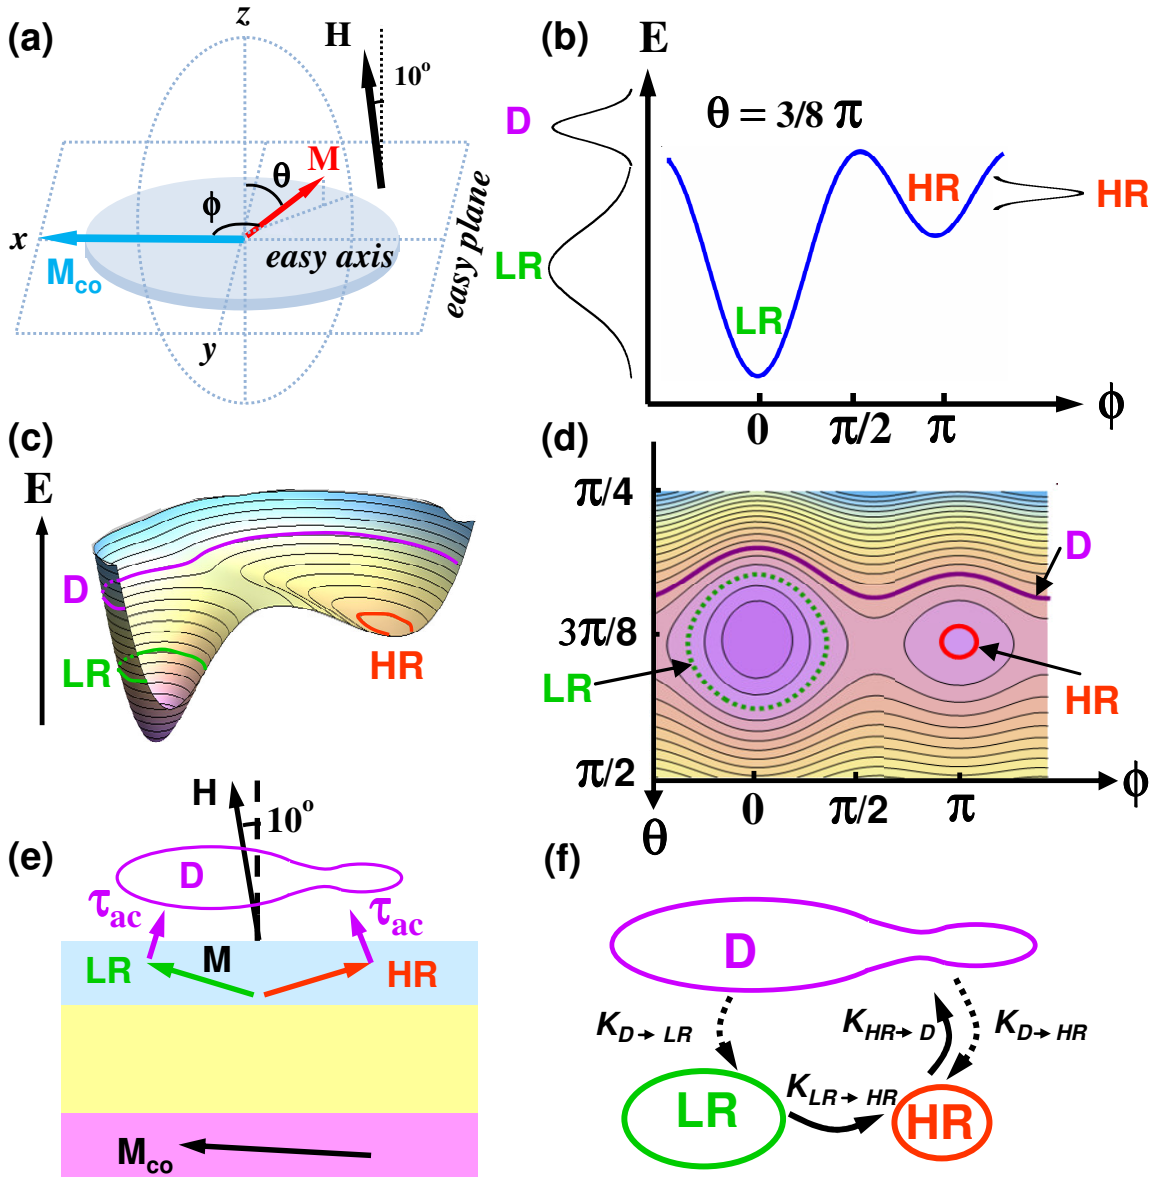 (a)
z
H
10°
M
θ
ϕ
x
M_co
easy axis
easy plane
y
(b)
E
θ = 3/8 π
D
LR
HR
HR
LR
0
π/2
π
ϕ
(c)
E
D
LR
HR
(d)
π/4
3π/8
π/2
θ
D
LR
HR
0
π/2
π
ϕ
(e)
H
10°
D
τ_ac
τ_ac
LR
M
HR
M_co
(f)
D
K_D→LR
K_HR→D
K_D→HR
K_LR→HR
LR
HR